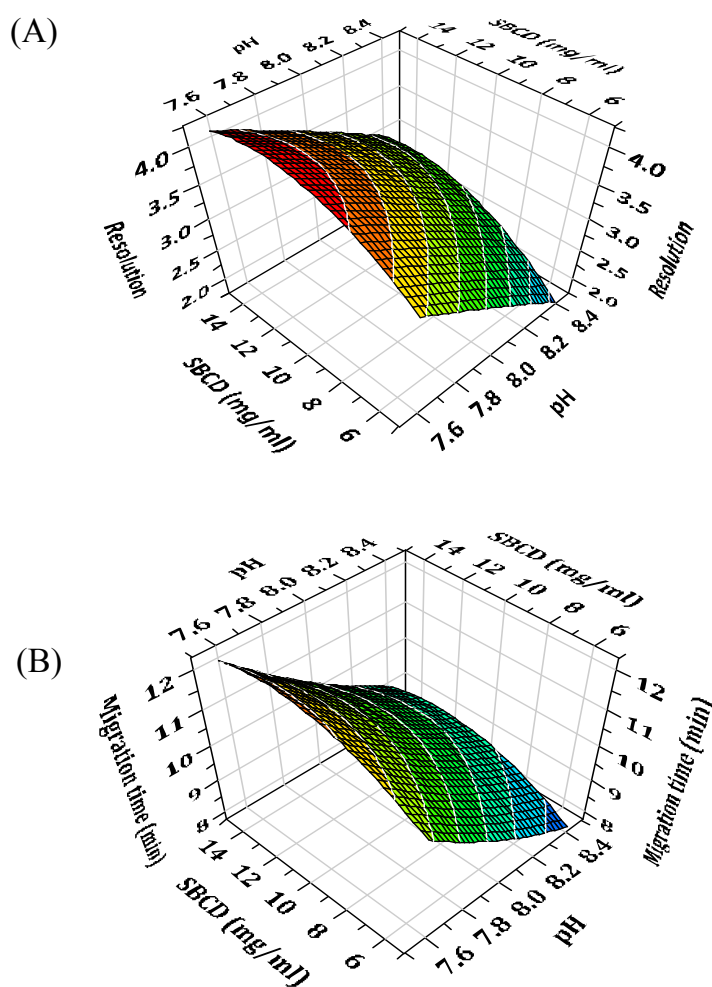 (A)
pH
7.6 7.8 8.0 8.2 8.4
SBCD (mg/ml)
14 12 10 8 6
4.0
3.5
3.0
2.5
2.0
Resolution
4.0
3.5
3.0
2.5
2.0
Resolution
14 12 10 8 6
SBCD (mg/ml)
7.6 7.8 8.0 8.2 8.4
pH
(B)
pH
7.6 7.8 8.0 8.2 8.4
SBCD (mg/ml)
14 12 10 8 6
12
11
10
9
8
Migration time (min)
12
11
10
9
8
Migration time (min)
14 12 10 8 6
SBCD (mg/ml)
7.6 7.8 8.0 8.2 8.4
pH